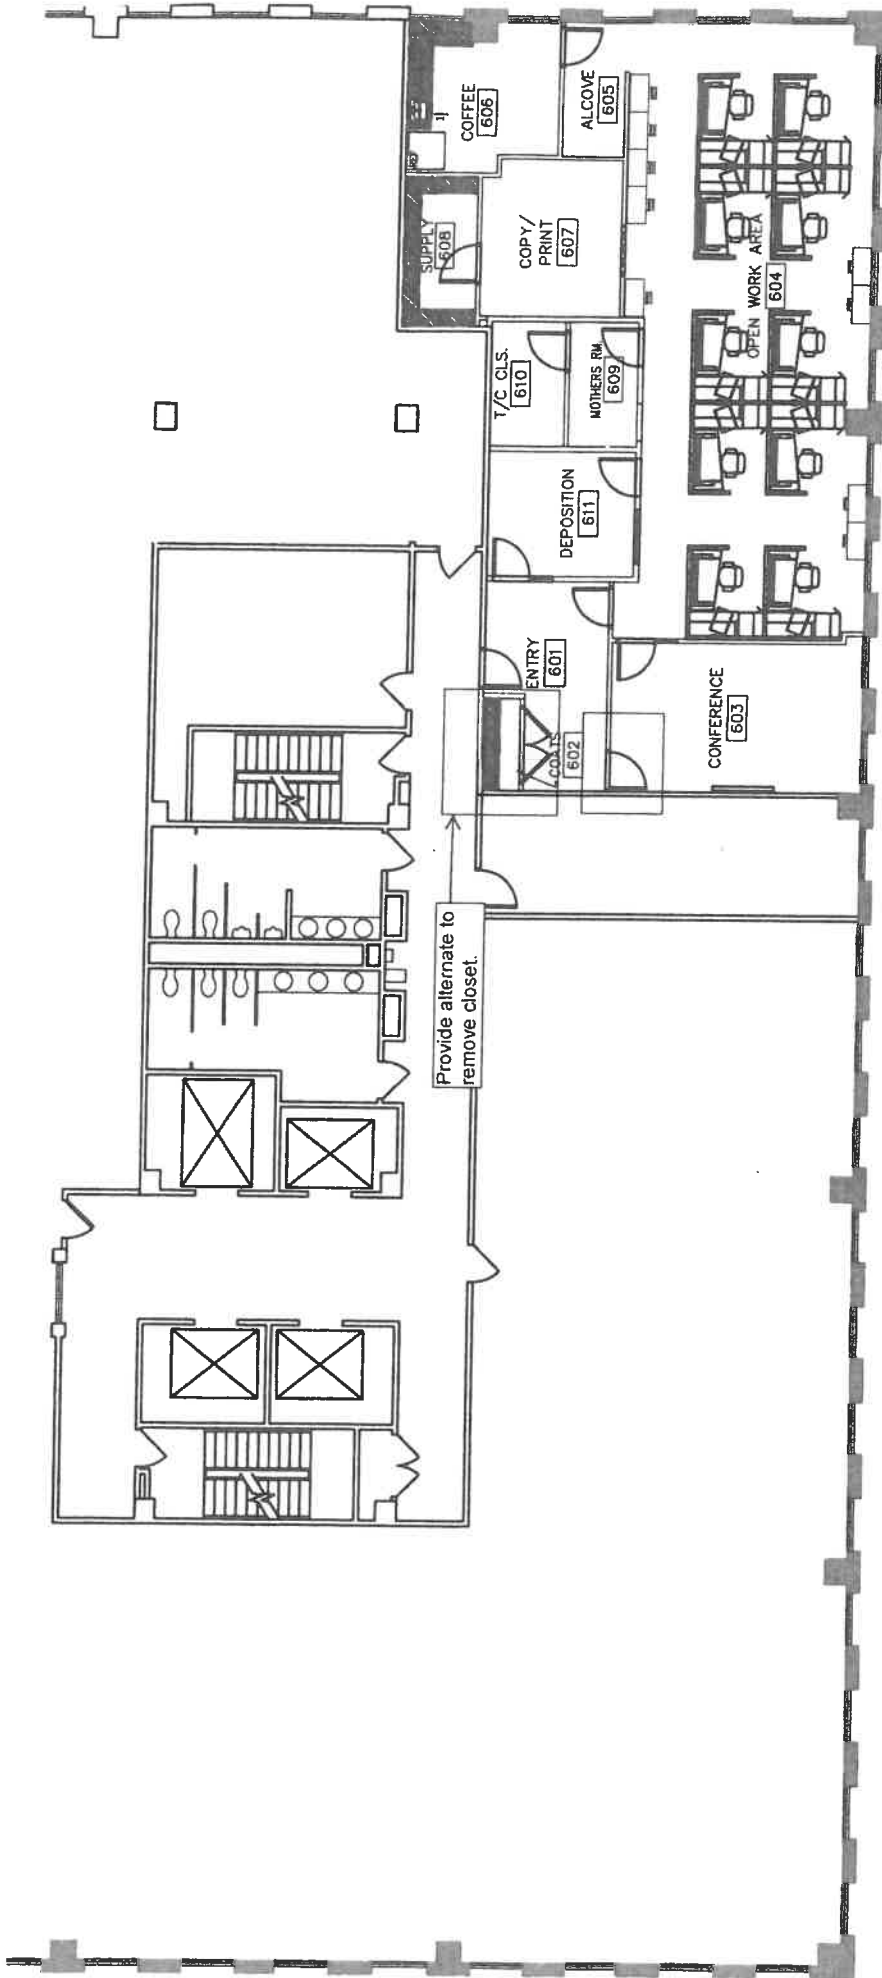 COFFEE
606
ALCOVE
605
SUPPLY
608
COPY/
PRINT
607
T/C CLS.
610
MOTHERS RM.
609
OPEN WORK AREA
604
DEPOSITION
611
ENTRY
601
COATS
602
CONFERENCE
603
Provide alternate to
remove closet.